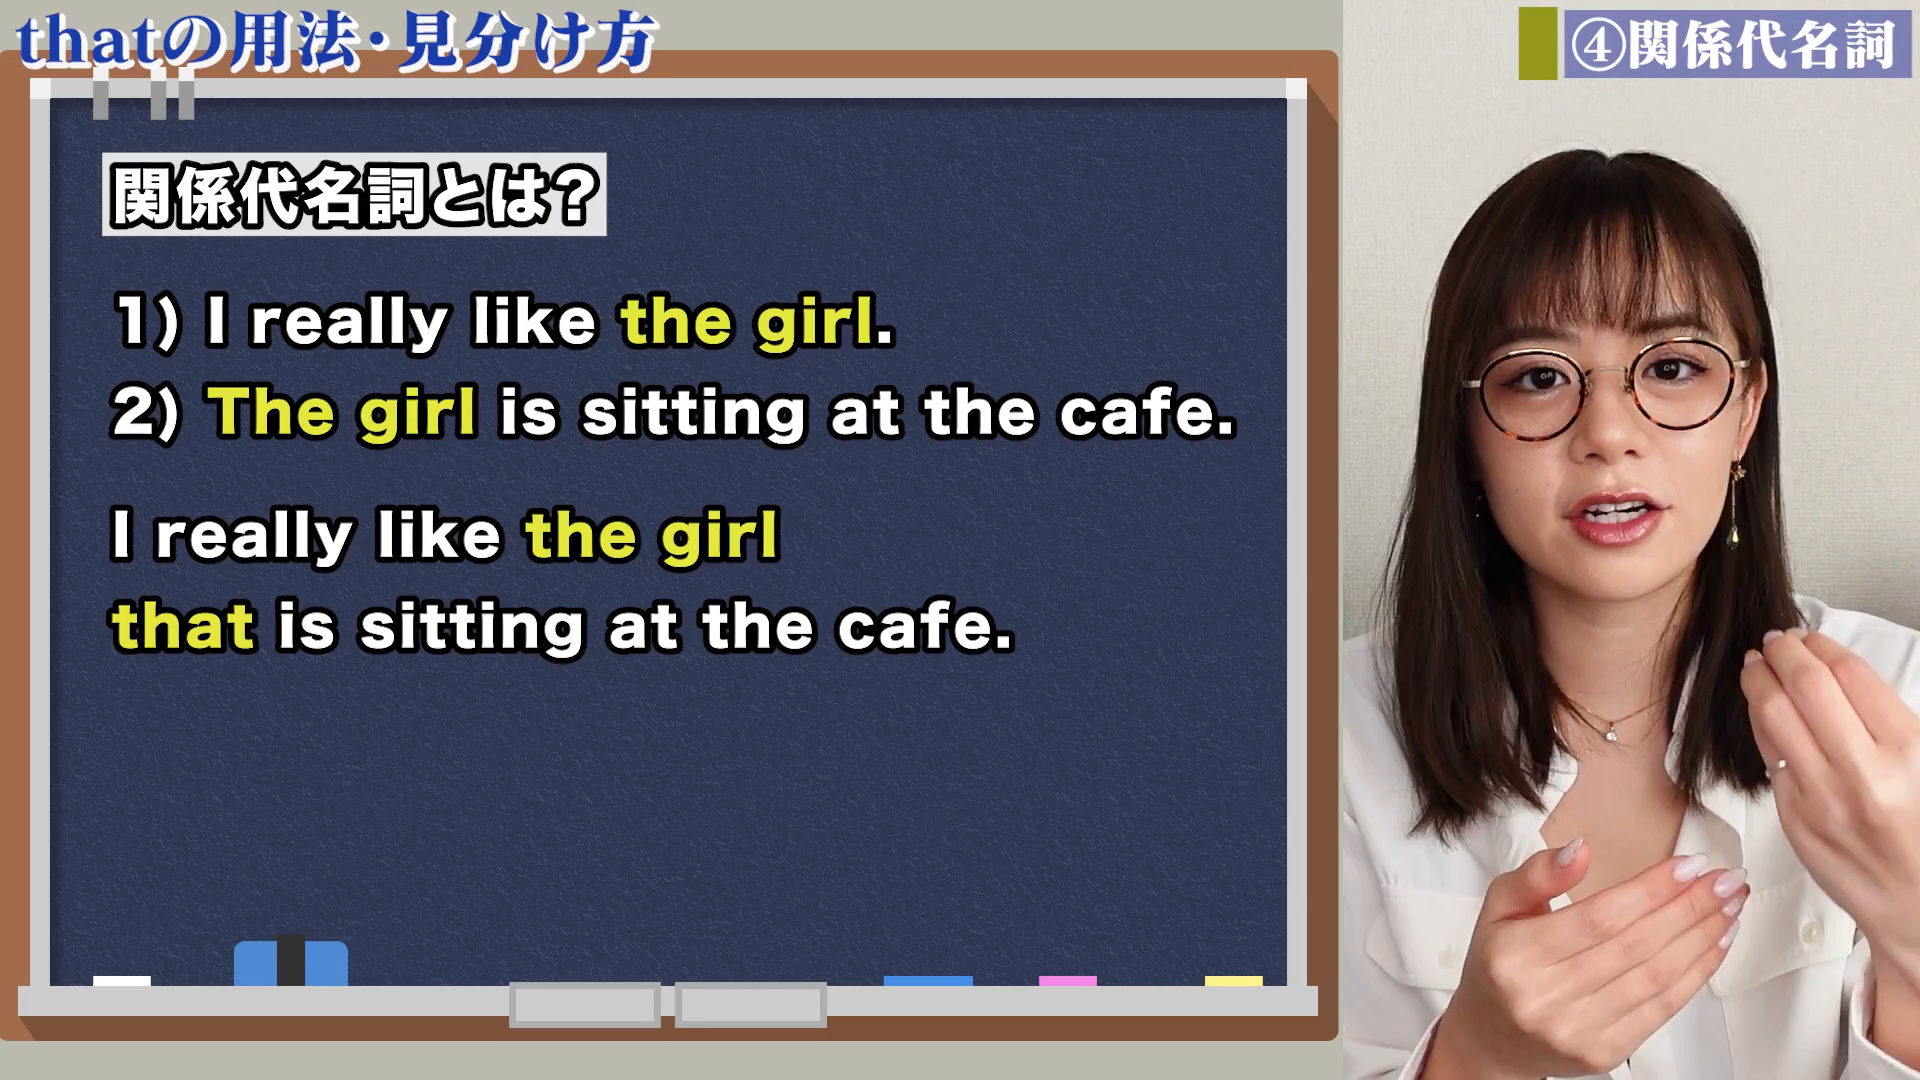 thatの用法・見分け方
④関係代名詞
関係代名詞とは？
1) I really like the girl.
2) The girl is sitting at the cafe.
I really like the girl
that is sitting at the cafe.